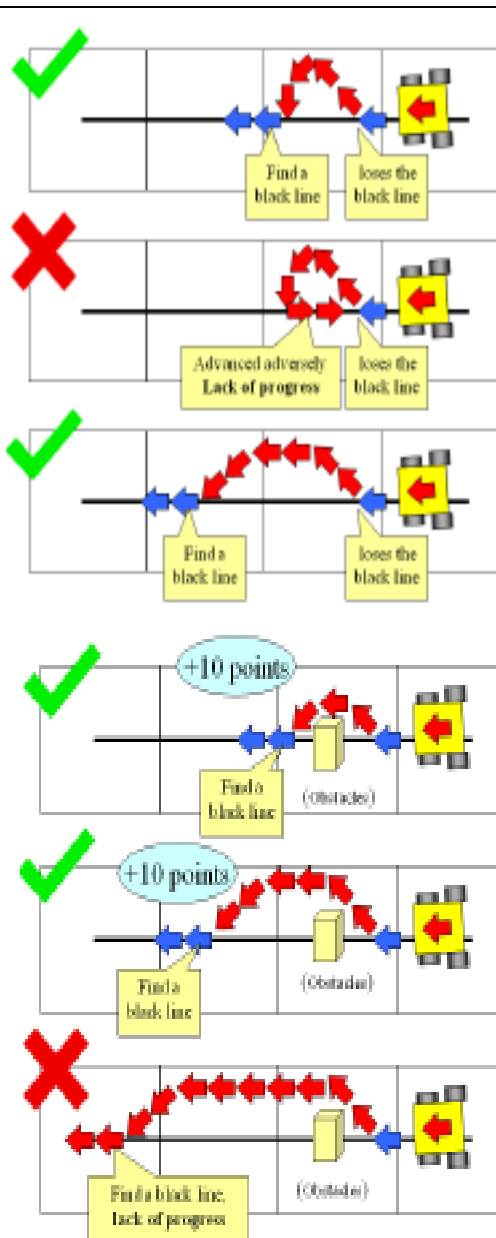 Find a
black line
loses the
black line
Advanced adversely
Lack of progress
loses the
black line
Find a
black line
loses the
black line
+10 points
Find a
black line
(Obstacles)
+10 points
Find a
black line
(Obstacles)
Find a black line,
lack of progress
(Obstacles)